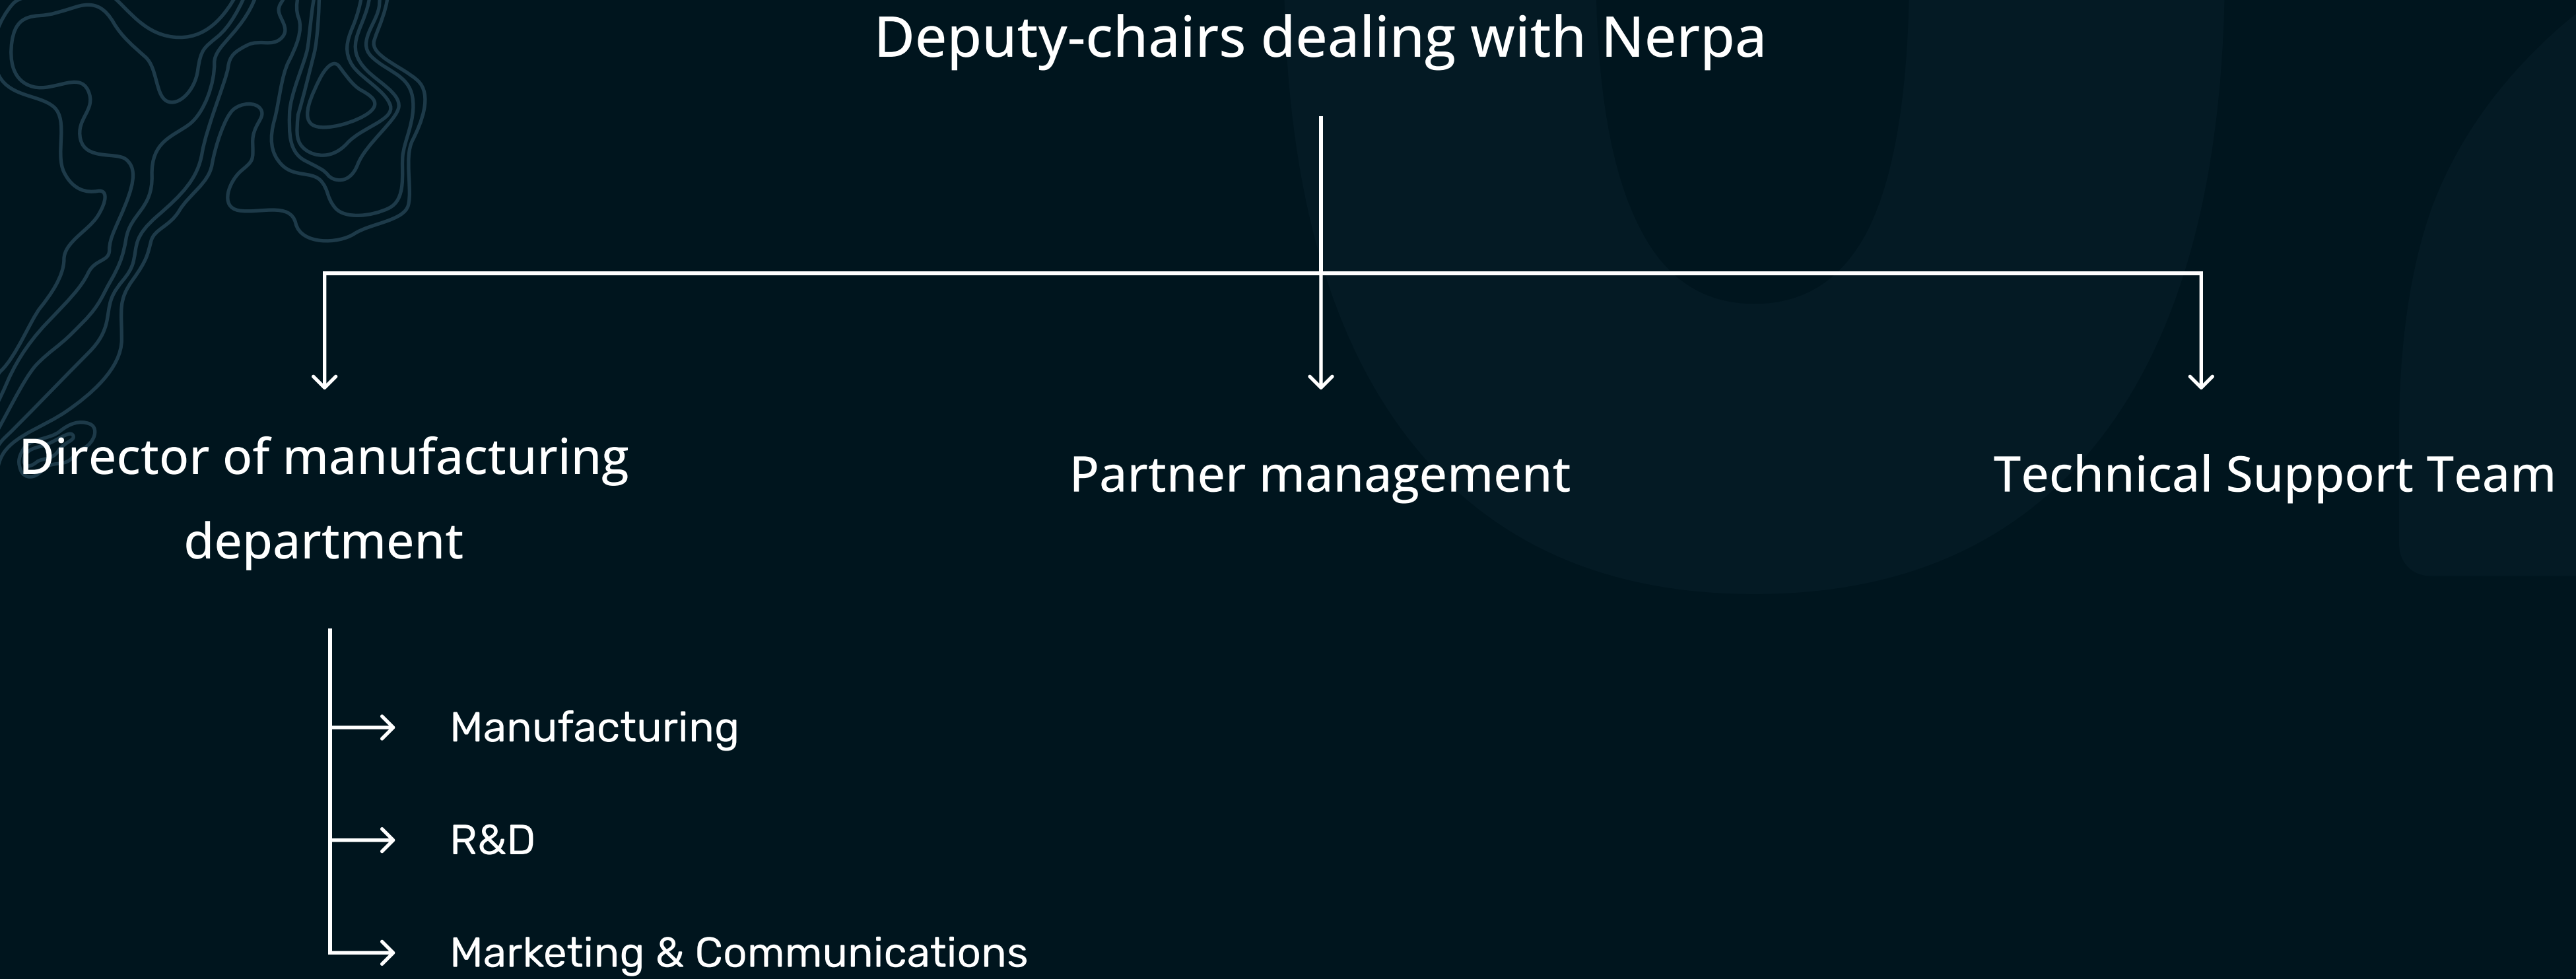 Deputy-chairs dealing with Nerpa
Director of manufacturing
department
Partner management
Technical Support Team
Manufacturing
R&D
Marketing & Communications